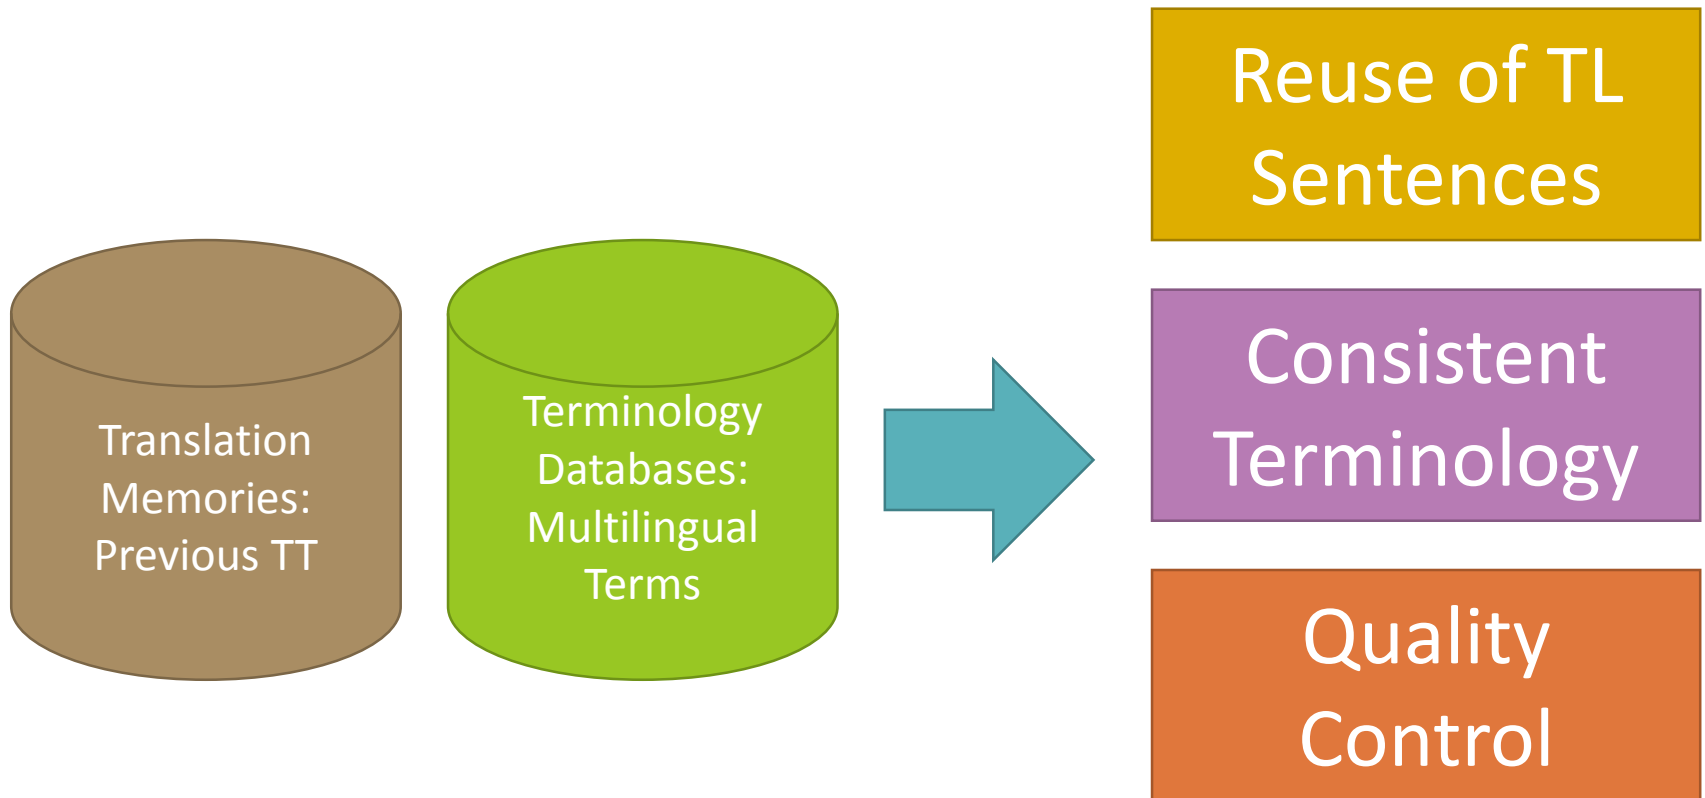 Translation
Memories:
Previous TT
Terminology
Databases:
Multilingual
Terms
Reuse of TL
Sentences
Consistent
Terminology
Quality
Control